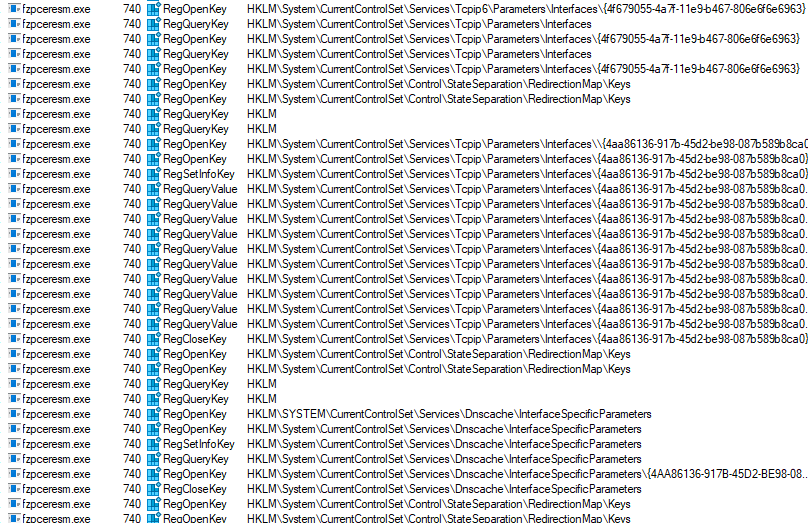 fzpceresm.exe 740 RegOpenKey HKLM\System\CurrentControlSet\Services\Tcpip6\Parameters\Interfaces\{4f679055-4a7f-11e9-b467-806e6f6e6963}
fzpceresm.exe 740 RegQueryKey HKLM\System\CurrentControlSet\Services\Tcpip\Parameters\Interfaces
fzpceresm.exe 740 RegOpenKey HKLM\System\CurrentControlSet\Services\Tcpip\Parameters\Interfaces\{4f679055-4a7f-11e9-b467-806e6f6e6963}
fzpceresm.exe 740 RegQueryKey HKLM\System\CurrentControlSet\Services\Tcpip\Parameters\Interfaces
fzpceresm.exe 740 RegOpenKey HKLM\System\CurrentControlSet\Services\Tcpip\Parameters\Interfaces\{4f679055-4a7f-11e9-b467-806e6f6e6963}
fzpceresm.exe 740 RegOpenKey HKLM\System\CurrentControlSet\Control\StateSeparation\RedirectionMap\Keys
fzpceresm.exe 740 RegOpenKey HKLM\System\CurrentControlSet\Control\StateSeparation\RedirectionMap\Keys
fzpceresm.exe 740 RegQueryKey HKLM
fzpceresm.exe 740 RegQueryKey HKLM
fzpceresm.exe 740 RegOpenKey HKLM\System\CurrentControlSet\Services\Tcpip\Parameters\Interfaces\\{4aa86136-917b-45d2-be98-087b589b8ca0
fzpceresm.exe 740 RegOpenKey HKLM\System\CurrentControlSet\Services\Tcpip\Parameters\Interfaces\{4aa86136-917b-45d2-be98-087b589b8ca0}
fzpceresm.exe 740 RegSetInfoKey HKLM\System\CurrentControlSet\Services\Tcpip\Parameters\Interfaces\{4aa86136-917b-45d2-be98-087b589b8ca0}
fzpceresm.exe 740 RegQueryValue HKLM\System\CurrentControlSet\Services\Tcpip\Parameters\Interfaces\{4aa86136-917b-45d2-be98-087b589b8ca0...
fzpceresm.exe 740 RegQueryValue HKLM\System\CurrentControlSet\Services\Tcpip\Parameters\Interfaces\{4aa86136-917b-45d2-be98-087b589b8ca0...
fzpceresm.exe 740 RegQueryValue HKLM\System\CurrentControlSet\Services\Tcpip\Parameters\Interfaces\{4aa86136-917b-45d2-be98-087b589b8ca0...
fzpceresm.exe 740 RegQueryValue HKLM\System\CurrentControlSet\Services\Tcpip\Parameters\Interfaces\{4aa86136-917b-45d2-be98-087b589b8ca0...
fzpceresm.exe 740 RegQueryValue HKLM\System\CurrentControlSet\Services\Tcpip\Parameters\Interfaces\{4aa86136-917b-45d2-be98-087b589b8ca0...
fzpceresm.exe 740 RegQueryValue HKLM\System\CurrentControlSet\Services\Tcpip\Parameters\Interfaces\{4aa86136-917b-45d2-be98-087b589b8ca0...
fzpceresm.exe 740 RegQueryValue HKLM\System\CurrentControlSet\Services\Tcpip\Parameters\Interfaces\{4aa86136-917b-45d2-be98-087b589b8ca0...
fzpceresm.exe 740 RegQueryValue HKLM\System\CurrentControlSet\Services\Tcpip\Parameters\Interfaces\{4aa86136-917b-45d2-be98-087b589b8ca0...
fzpceresm.exe 740 RegQueryValue HKLM\System\CurrentControlSet\Services\Tcpip\Parameters\Interfaces\{4aa86136-917b-45d2-be98-087b589b8ca0...
fzpceresm.exe 740 RegQueryValue HKLM\System\CurrentControlSet\Services\Tcpip\Parameters\Interfaces\{4aa86136-917b-45d2-be98-087b589b8ca0...
fzpceresm.exe 740 RegCloseKey HKLM\System\CurrentControlSet\Services\Tcpip\Parameters\Interfaces\{4aa86136-917b-45d2-be98-087b589b8ca0}
fzpceresm.exe 740 RegOpenKey HKLM\System\CurrentControlSet\Control\StateSeparation\RedirectionMap\Keys
fzpceresm.exe 740 RegOpenKey HKLM\System\CurrentControlSet\Control\StateSeparation\RedirectionMap\Keys
fzpceresm.exe 740 RegQueryKey HKLM
fzpceresm.exe 740 RegQueryKey HKLM
fzpceresm.exe 740 RegOpenKey HKLM\SYSTEM\CurrentControlSet\Services\Dnscache\InterfaceSpecificParameters
fzpceresm.exe 740 RegOpenKey HKLM\System\CurrentControlSet\Services\Dnscache\InterfaceSpecificParameters
fzpceresm.exe 740 RegSetInfoKey HKLM\System\CurrentControlSet\Services\Dnscache\InterfaceSpecificParameters
fzpceresm.exe 740 RegQueryKey HKLM\System\CurrentControlSet\Services\Dnscache\InterfaceSpecificParameters
fzpceresm.exe 740 RegOpenKey HKLM\System\CurrentControlSet\Services\Dnscache\InterfaceSpecificParameters\{4AA86136-917B-45D2-BE98-08...
fzpceresm.exe 740 RegCloseKey HKLM\System\CurrentControlSet\Services\Dnscache\InterfaceSpecificParameters
fzpceresm.exe 740 RegOpenKey HKLM\System\CurrentControlSet\Control\StateSeparation\RedirectionMap\Keys
fzpceresm.exe 740 RegOpenKey HKLM\System\CurrentControlSet\Control\StateSeparation\RedirectionMap\Keys